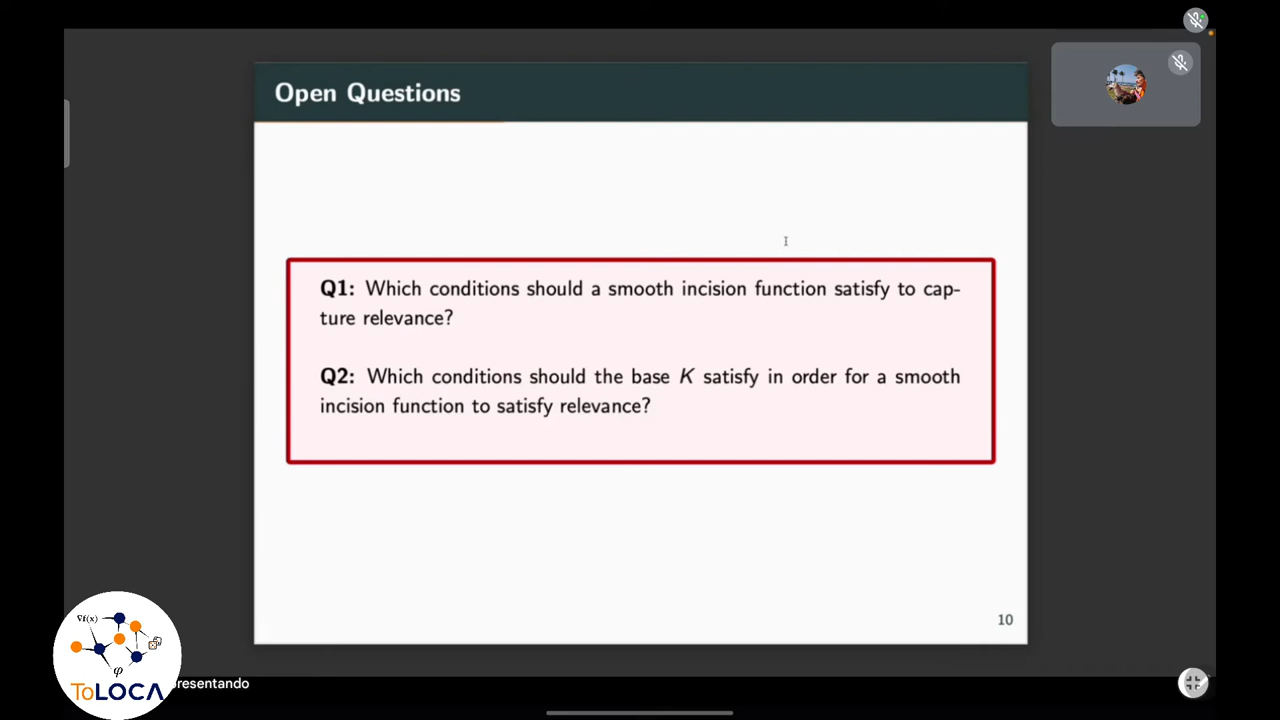 Open Questions
Q1: Which conditions should a smooth incision function satisfy to cap-
ture relevance?
Q2: Which conditions should the base K satisfy in order for a smooth
incision function to satisfy relevance?
10
∇f(x)
φ
ToLOCA
presentando